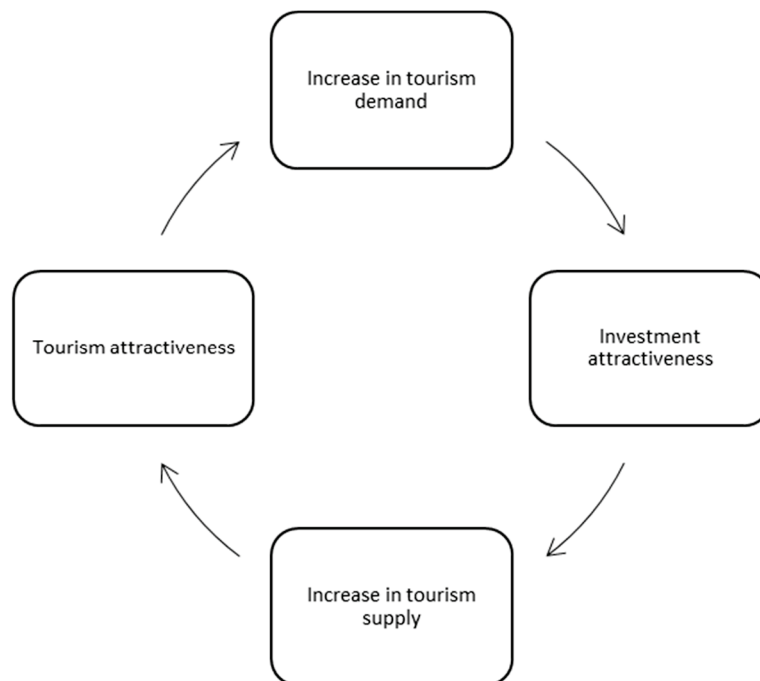 Increase in tourism
demand
Tourism attractiveness
Investment
attractiveness
Increase in tourism
supply